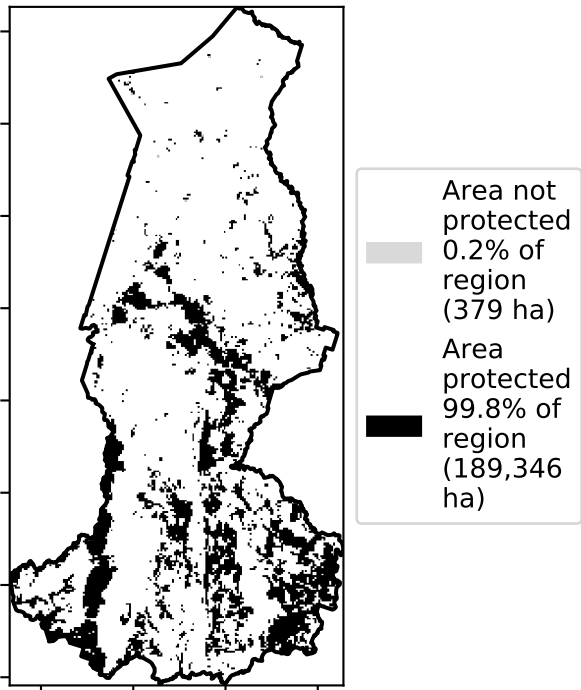 Area not
protected
0.2% of
region
(379 ha)
Area
protected
99.8% of
region
(189,346
ha)